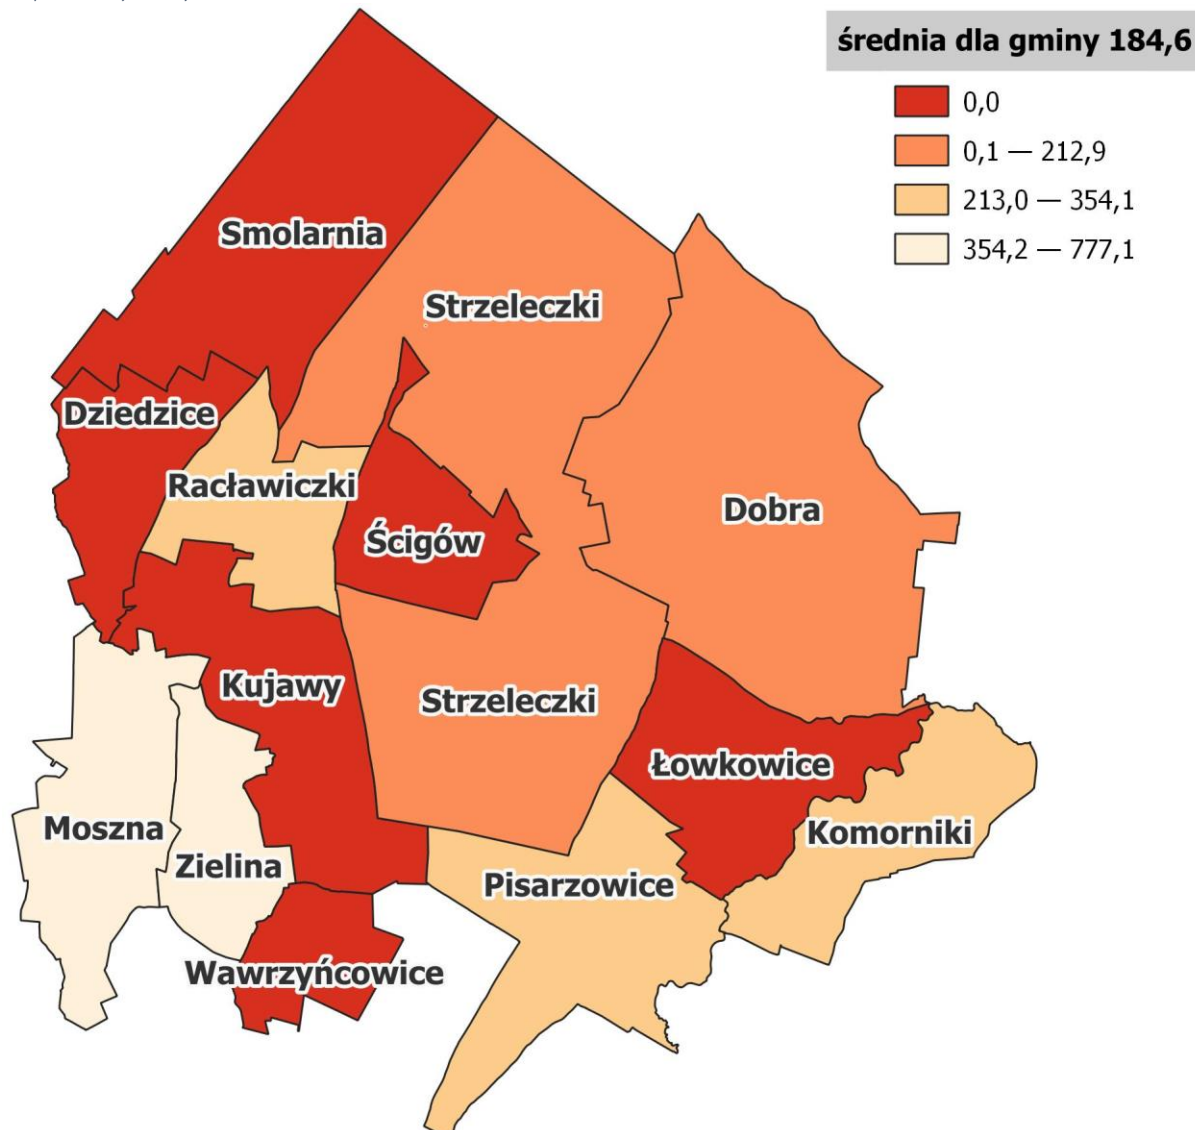 średnia dla gminy 184,6
0,0
0,1 — 212,9
213,0 — 354,1
354,2 — 777,1
Smolarnia
Strzeleczki
Dziedzice
Racławiczki
Dobra
Ścigów
Kujawy
Strzeleczki
Łowkowice
Moszna
Komorniki
Zielina
Pisarzowice
Wawrzyńcowice